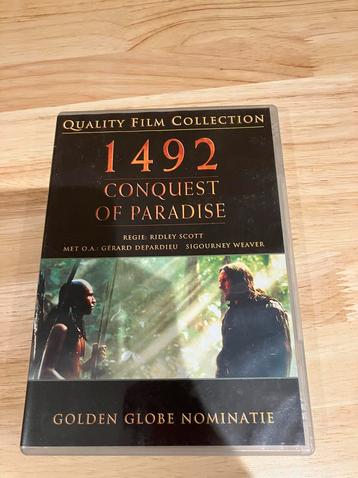 QUALITY FILM COLLECTION
1492
CONQUEST
OF PARADISE
REGIE: RIDLEY SCOTT
MET O.A.: GÉRARD DEPARDIEU SIGOURNEY WEAVER
GOLDEN GLOBE NOMINATIE